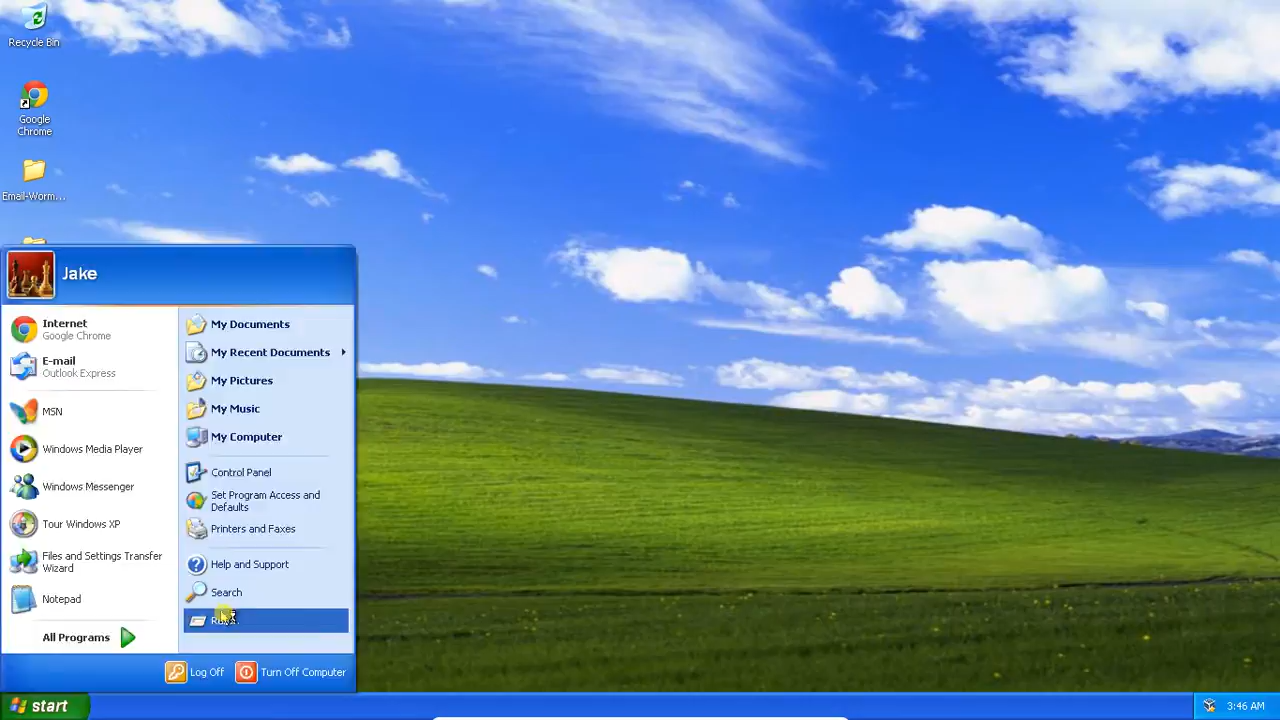 Recycle Bin
Google
Chrome
Email-Worm...
Jake
Internet
Google Chrome
E-mail
Outlook Express
MSN
Windows Media Player
Windows Messenger
Tour Windows XP
Files and Settings Transfer
Wizard
Notepad
All Programs
My Documents
My Recent Documents
My Pictures
My Music
My Computer
Control Panel
Set Program Access and
Defaults
Printers and Faxes
Help and Support
Search
Log Off
Turn Off Computer
start
3:46 AM